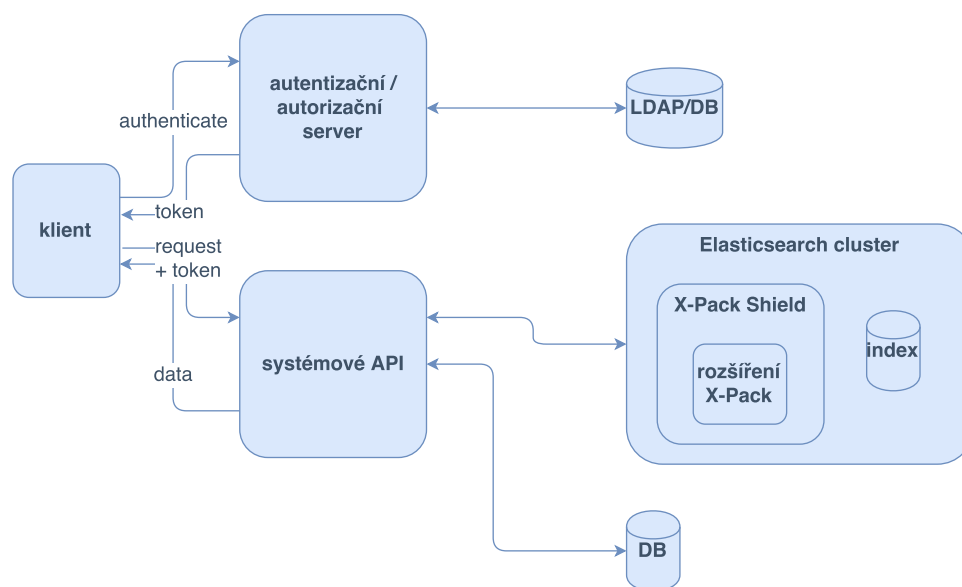 autentizační /
autorizační
server
LDAP/DB
authenticate
klient
token
request
+ token
Elasticsearch cluster
X-Pack Shield
index
rozšíření
X-Pack
systémové API
data
DB